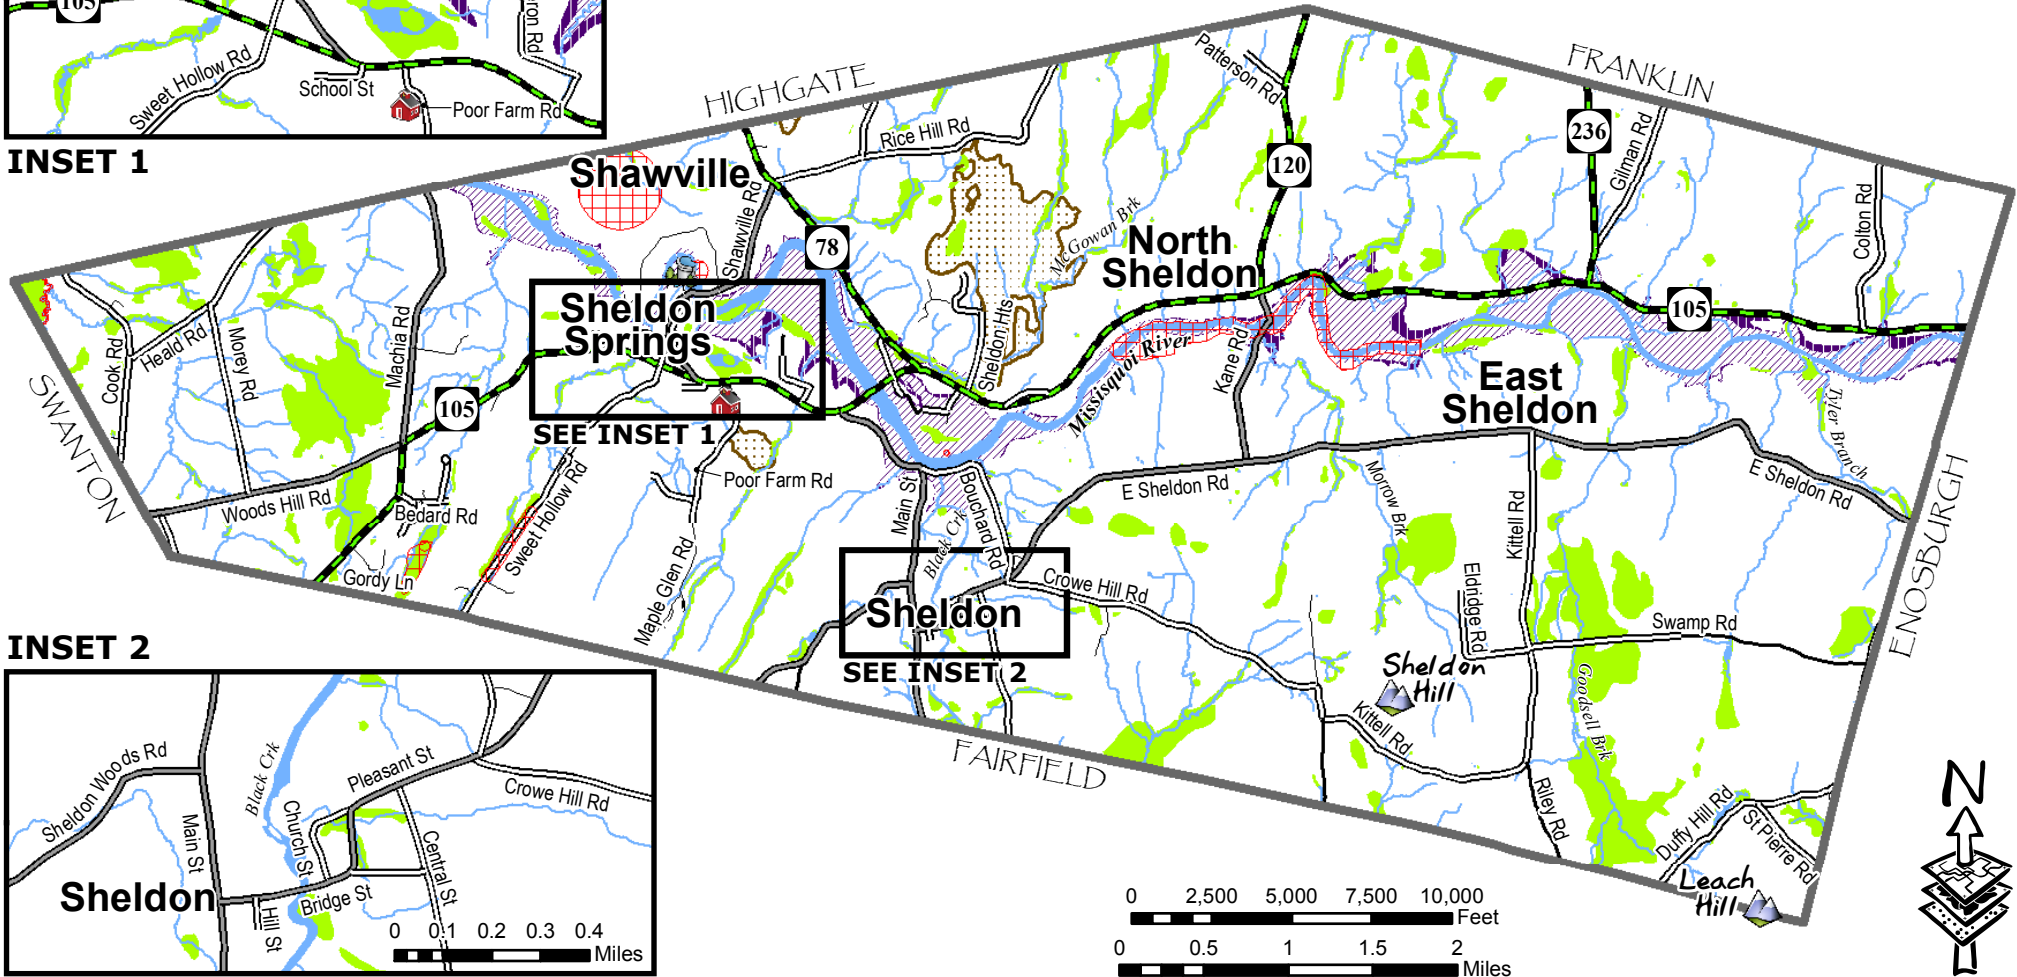 105
Sweet Hollow Rd
School St
Poor Farm Rd
ron Rd
INSET 1
HIGHGATE
FRANKLIN
SWANTON
ENOSBURGH
FAIRFIELD
Patterson Rd
Rice Hill Rd
236
Gilman Rd
120
Colton Rd
Shawville
Shawville Rd
78
Mc Gowan Brk
North
Sheldon
Sheldon
Springs
SEE INSET 1
Sheldon Hts
105
Missisquoi River
Kane Rd
East
Sheldon
Tyler Branch
Cook Rd
Heald Rd
Morey Rd
Machia Rd
105
Woods Hill Rd
Bedard Rd
Gordy Ln
Sweet Hollow Rd
Poor Farm Rd
Maple Glen Rd
Main St
Black Crk
Bouchard Rd
E Sheldon Rd
Morrow Brk
Kittell Rd
E Sheldon Rd
Sheldon
SEE INSET 2
Crowe Hill Rd
Eldridge Rd
Swamp Rd
Sheldon
Hill
Kittell Rd
Goodsell Brk
Riley Rd
Duffy Hill Rd
St Pierre Rd
Leach
Hill
N
INSET 2
Sheldon Woods Rd
Black Crk
Pleasant St
Crowe Hill Rd
Main St
Church St
Central St
Sheldon
Hill St
Bridge St
0 0.1 0.2 0.3 0.4
Miles
0 2,500 5,000 7,500 10,000
Feet
0 0.5 1 1.5 2
Miles